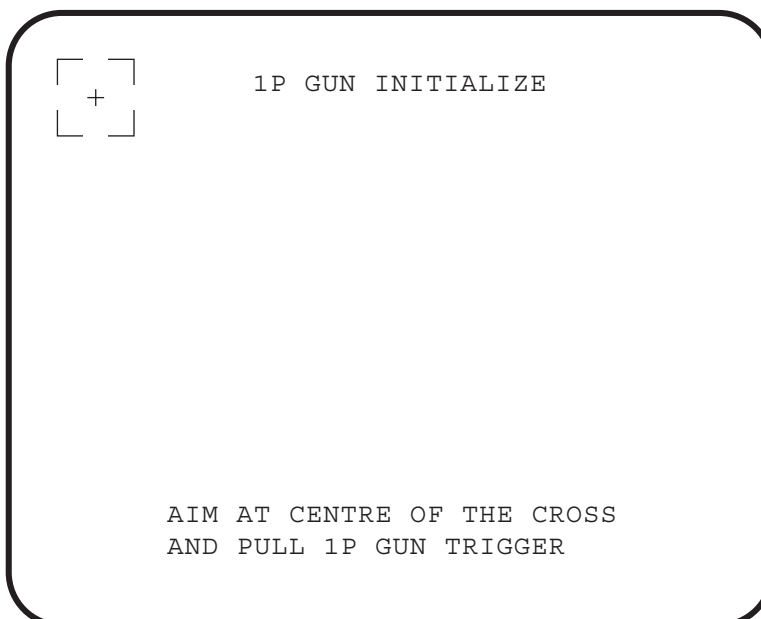 1P GUN INITIALIZE
AIM AT CENTRE OF THE CROSS
AND PULL 1P GUN TRIGGER